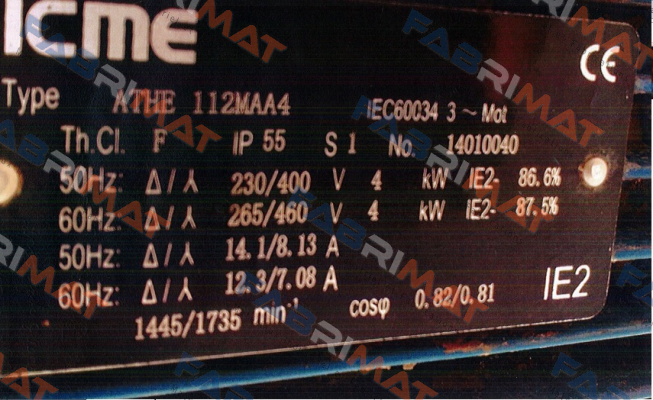 ICME
CE
Type ATHE 112MAA4 IEC60034 3 ~ Mot
Th.Cl. F IP 55 S 1 No. 14010040
50Hz: Δ / ⅄ 230/400 V 4 kW IE2- 86.6%
60Hz: Δ / ⅄ 265/460 V 4 kW IE2- 87.5%
50Hz: Δ / ⅄ 14.1/8.13 A
60Hz: Δ / ⅄ 12.3/7.08 A
1445/1735 min⁻¹ cosφ 0.82/0.81
IE2
FABRIMAT